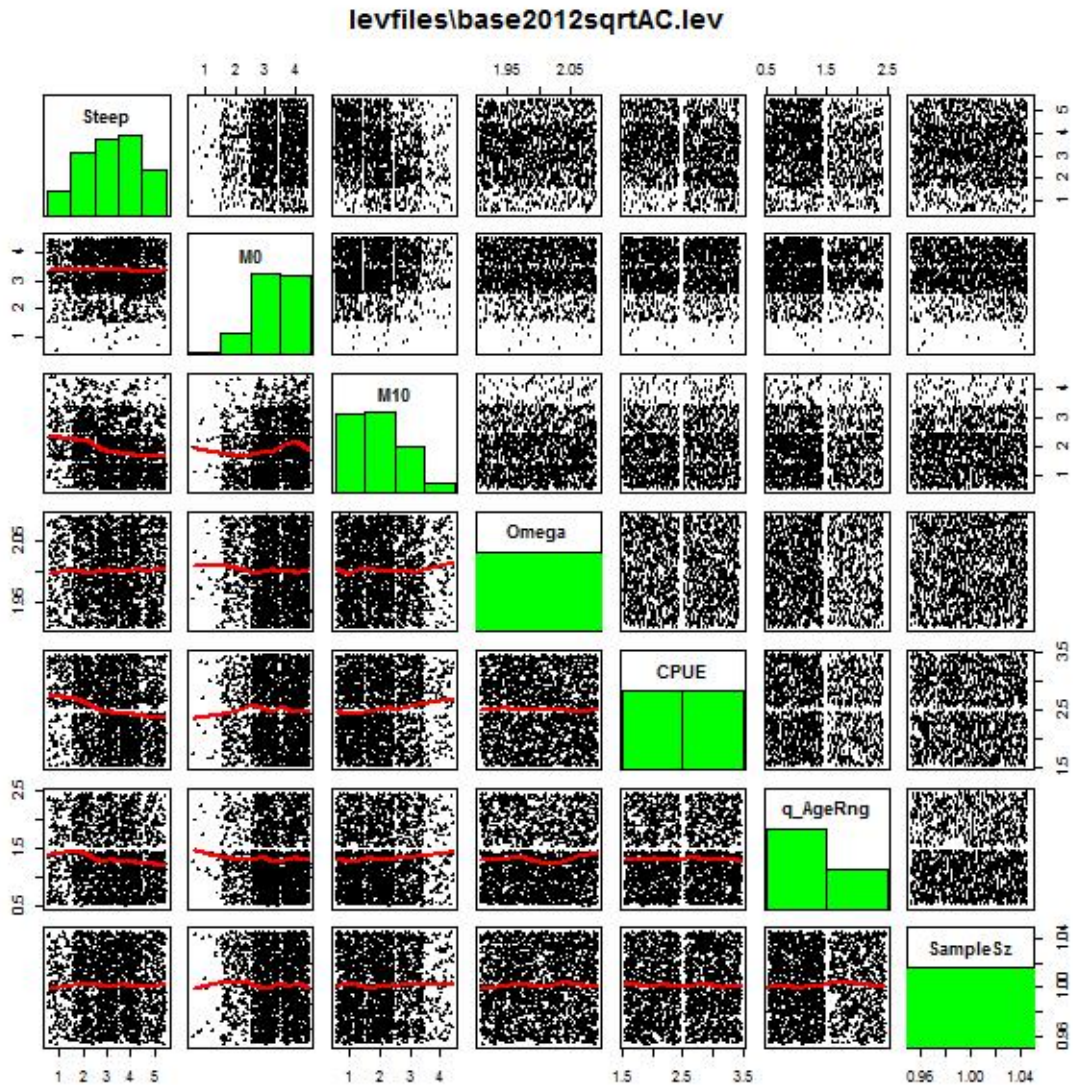 levfiles\base2012sqrtAC.lev
1 2 3 4
1.95 2.05
0.5 1.5 2.5
Steep
1 2 3 4 5
M0
1 2 3 4
M10
1 2 3 4
Omega
1.95 2.05
CPUE
1.5 2.5 3.5
q_AgeRng
0.5 1.5 2.5
SampleSz
0.96 1.00 1.04
1 2 3 4 5
1 2 3 4
1.5 2.5 3.5
0.96 1.00 1.04